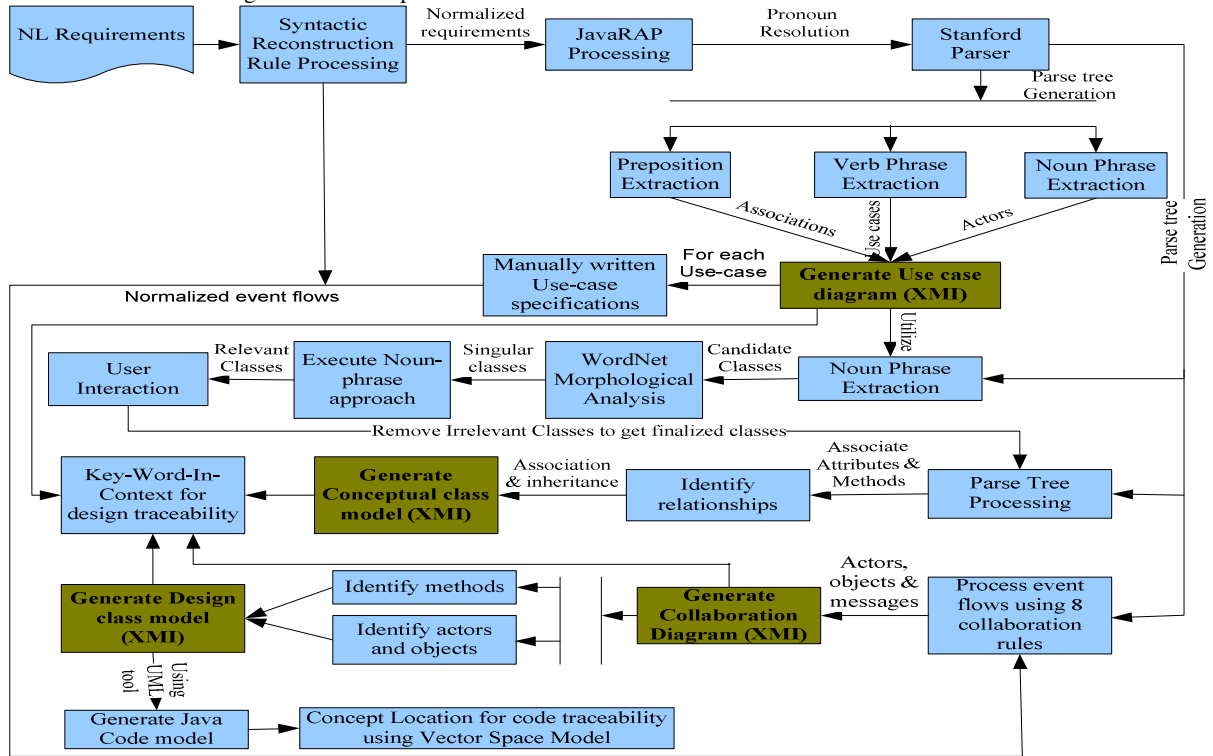 NL Requirements
Syntactic
Reconstruction
Rule Processing
Normalized
requirements
JavaRAP
Processing
Pronoun
Resolution
Stanford
Parser
Parse tree
Generation
Preposition
Extraction
Verb Phrase
Extraction
Noun Phrase
Extraction
Associations
Use cases
Actors
Parse tree
Generation
Manually written
Use-case
specifications
For each
Use-case
Generate Use case
diagram (XMI)
Normalized event flows
Utilize
User
Interaction
Relevant
Classes
Execute Noun-
phrase
approach
Singular
classes
WordNet
Morphological
Analysis
Candidate
Classes
Noun Phrase
Extraction
Remove Irrelevant Classes to get finalized classes
Key-Word-In-
Context for
design traceability
Generate
Conceptual class
model (XMI)
Association
& inheritance
Identify
relationships
Associate
Attributes &
Methods
Parse Tree
Processing
Generate Design
class model
(XMI)
Identify methods
Identify actors
and objects
Generate
Collaboration
Diagram (XMI)
Actors,
objects &
messages
Process event
flows using 8
collaboration
rules
Using
UML
tool
Generate Java
Code model
Concept Location for code traceability
using Vector Space Model